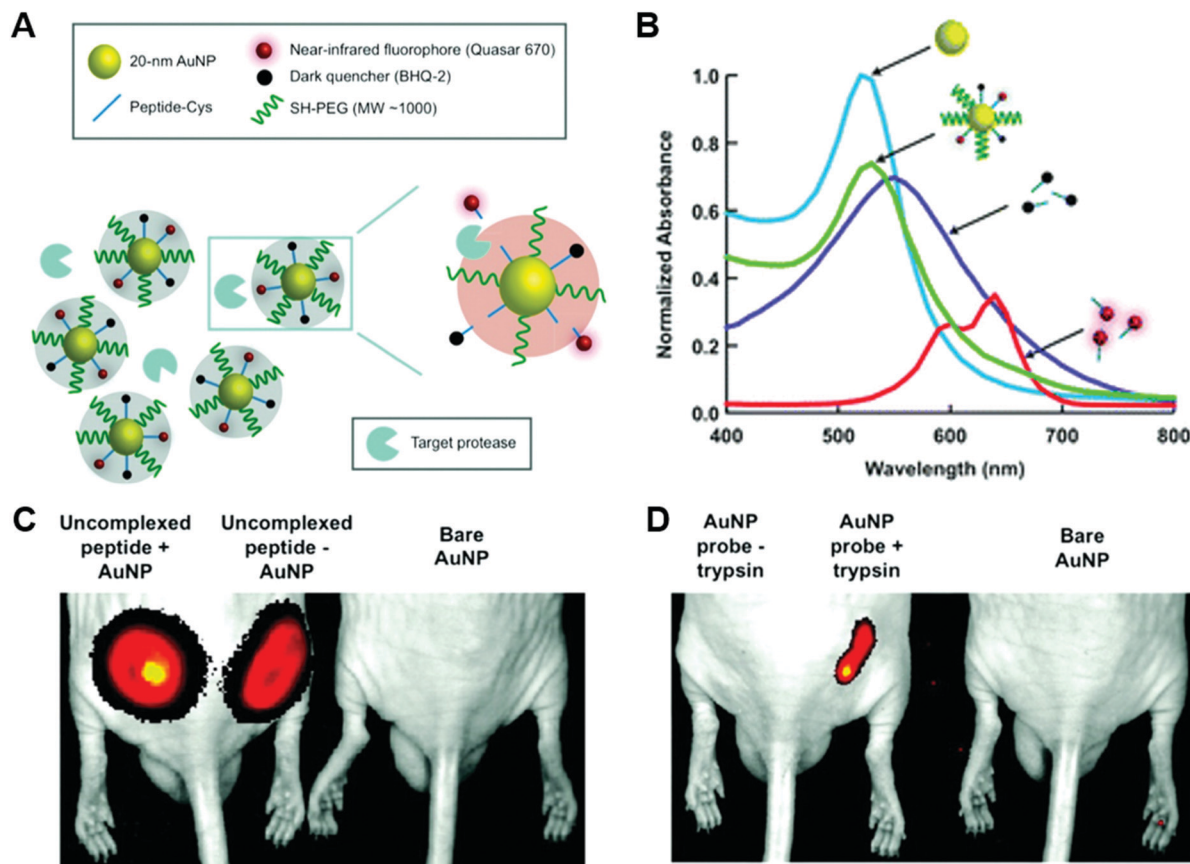 A
20-nm AuNP
Peptide-Cys
Near-infrared fluorophore (Quasar 670)
Dark quencher (BHQ-2)
SH-PEG (MW ~1000)
Target protease
B
Normalized Absorbance
1.0
0.8
0.6
0.4
0.2
0.0
400
500
600
700
800
Wavelength (nm)
C
Uncomplexed
peptide +
AuNP
Uncomplexed
peptide -
AuNP
Bare
AuNP
D
AuNP
probe -
trypsin
AuNP
probe +
trypsin
Bare
AuNP